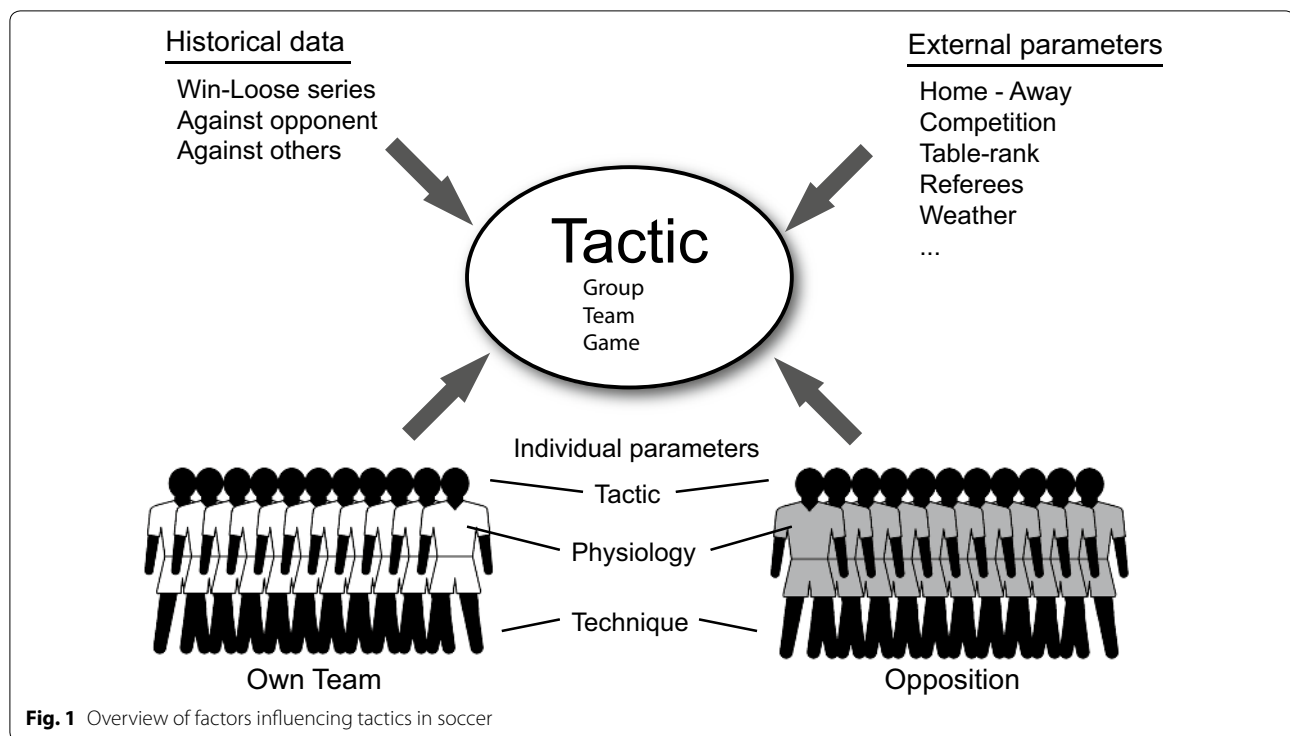 Historical data
Win-Loose series
Against opponent
Against others
External parameters
Home - Away
Competition
Table-rank
Referees
Weather
...
Tactic
Group
Team
Game
Individual parameters
Tactic
Physiology
Technique
Own Team
Opposition
Fig. 1 Overview of factors influencing tactics in soccer